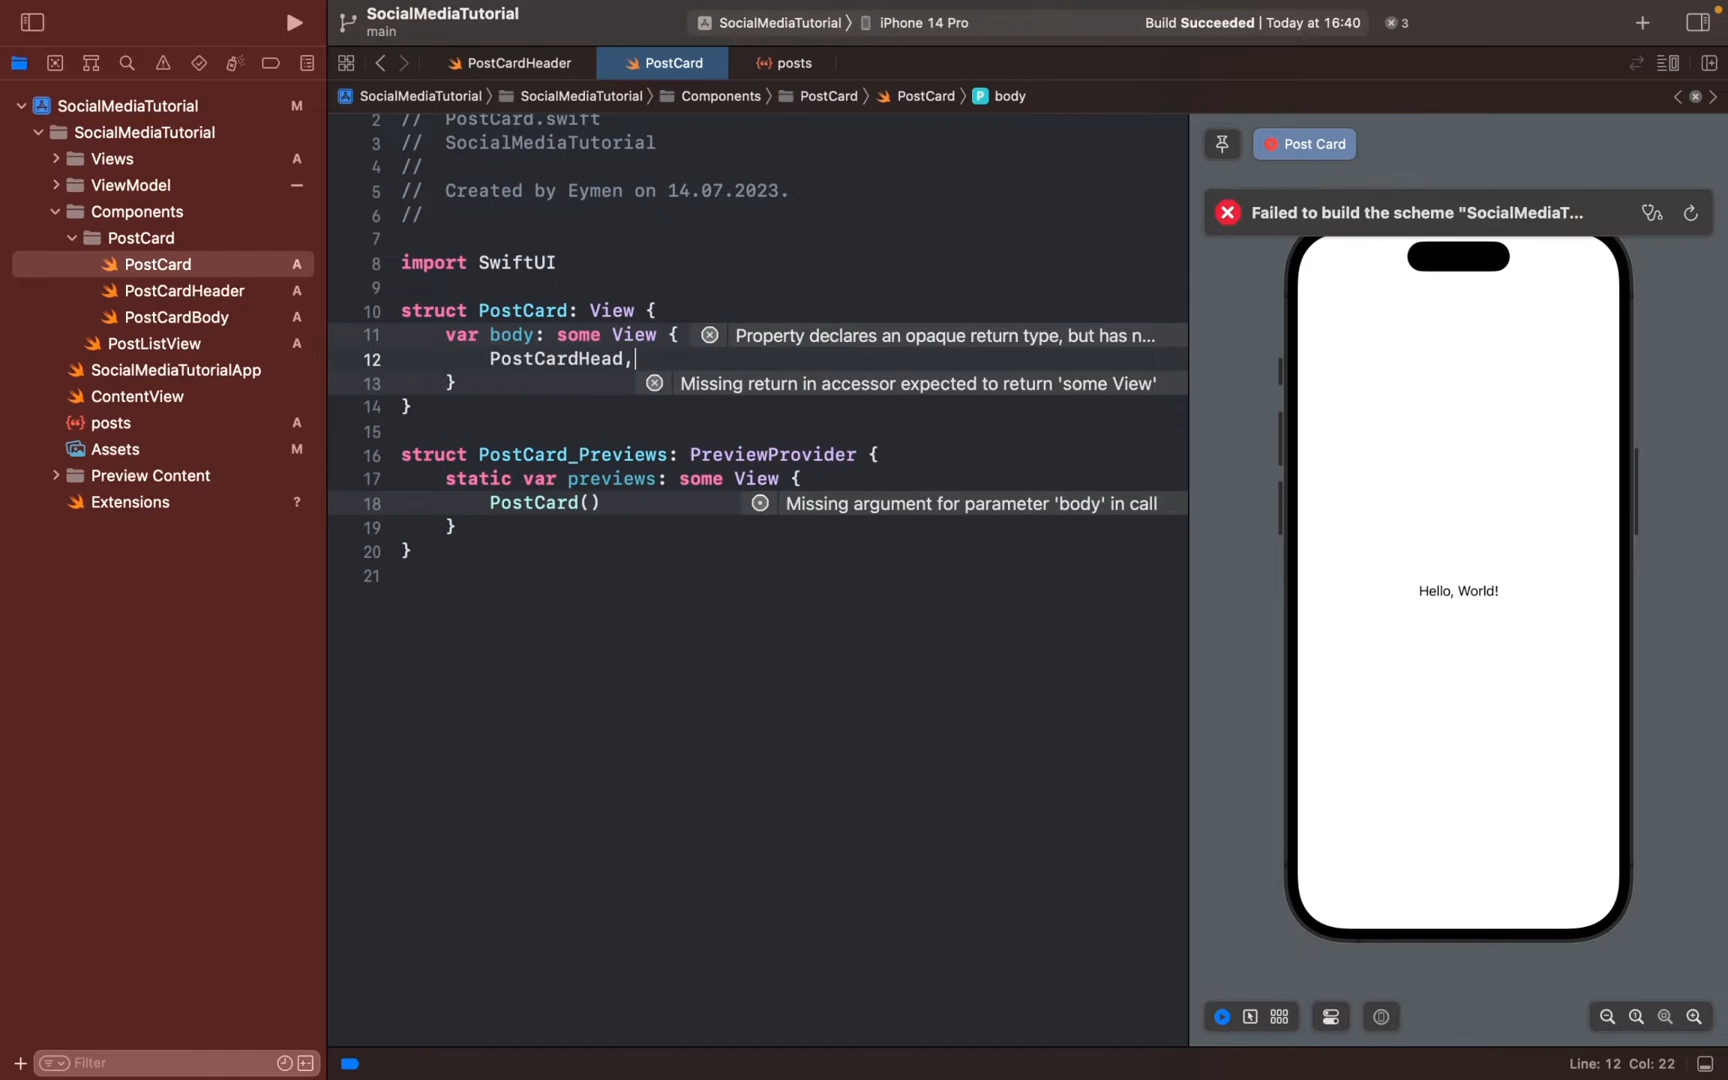 SocialMediaTutorial
main
SocialMediaTutorial 〉 iPhone 14 Pro
Build Succeeded | Today at 16:40
3
PostCardHeader
PostCard
posts
SocialMediaTutorial 〉 SocialMediaTutorial 〉 Components 〉 PostCard 〉 PostCard 〉 P body
SocialMediaTutorial M
SocialMediaTutorial
Views A
ViewModel
Components
PostCard
PostCard A
PostCardHeader A
PostCardBody A
PostListView A
SocialMediaTutorialApp
ContentView
posts A
Assets M
Preview Content
Extensions ?
Filter
2 // PostCard.swift
3 // SocialMediaTutorial
4 //
5 // Created by Eymen on 14.07.2023.
6 //
7
8 import SwiftUI
9
10 struct PostCard: View {
11 var body: some View { Property declares an opaque return type, but has n...
12 PostCardHead,
13 } Missing return in accessor expected to return 'some View'
14 }
15
16 struct PostCard_Previews: PreviewProvider {
17 static var previews: some View {
18 PostCard() Missing argument for parameter 'body' in call
19 }
20 }
21
Post Card
Failed to build the scheme "SocialMediaT...
Hello, World!
Line: 12 Col: 22